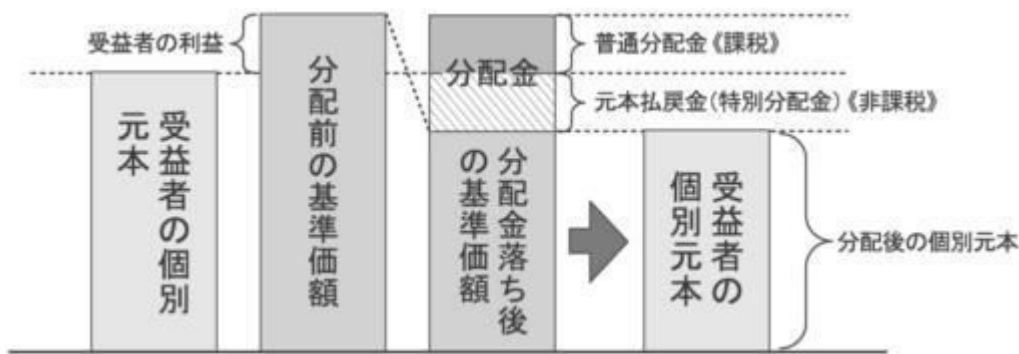 受益者の利益
受益者の個別
元本
分配前の基準価額
分配金
分配金落ち後
の基準価額
普通分配金《課税》
元本払戻金(特別分配金)《非課税》
受益者の
個別元本
分配後の個別元本